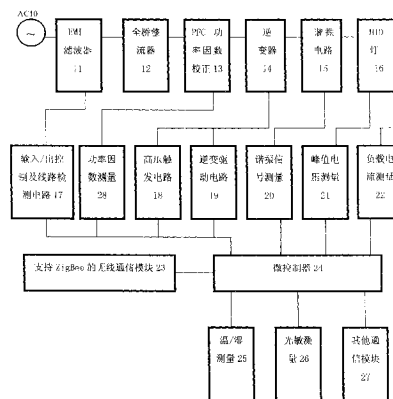 AC10
~
EMI
滤波器
11
全桥整
流器
12
PFC 功
率因数
校正 13
逆
变器
14
谐振
电路
15
HID
灯
16
输入/出控
制及线路检
测电路 17
功率因
数测量
28
高压触
发电路
18
逆变驱
动电路
19
谐振信
号测量
20
峰值电
压测量
21
负载电
流测量
22
支持 ZigBee 的无线通信模块 23
微控制器 24
温/湿
测量 25
光敏测
量 26
其他通
信模块
27